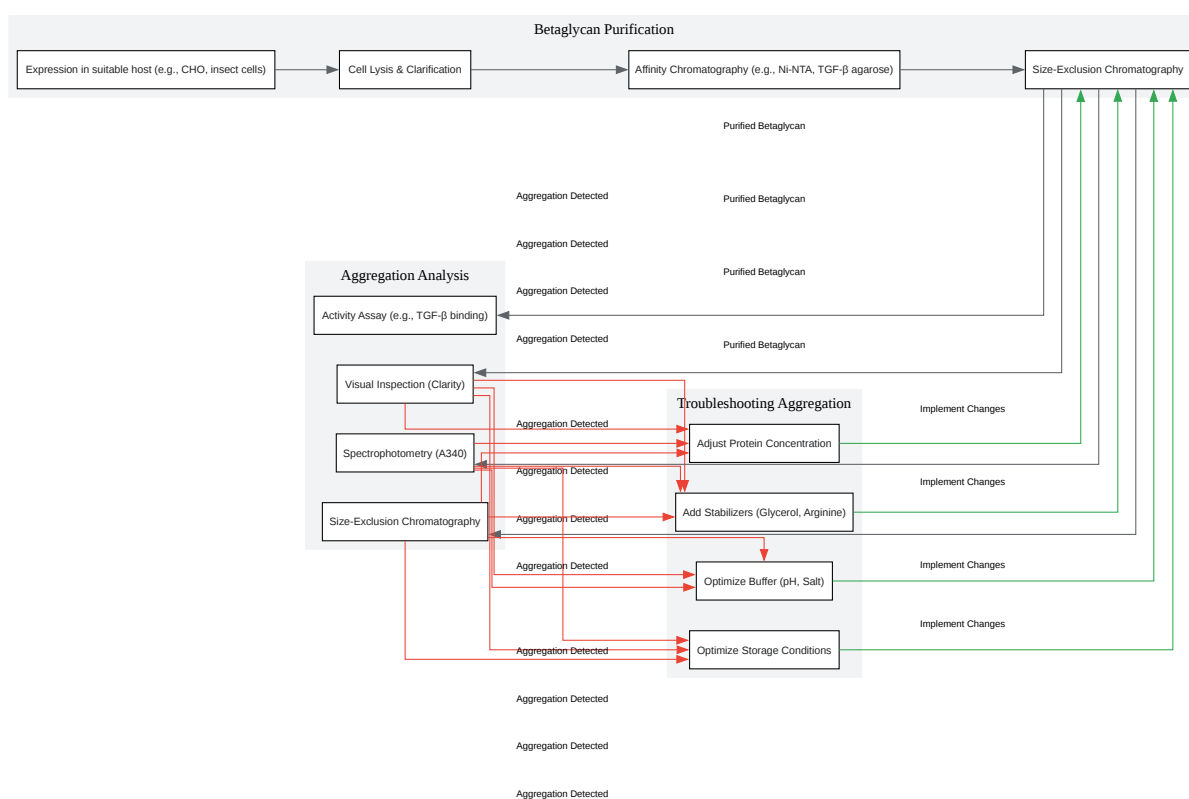 Betaglycan Purification
Expression in suitable host (e.g., CHO, insect cells)
Cell Lysis & Clarification
Affinity Chromatography (e.g., Ni-NTA, TGF-β agarose)
Size-Exclusion Chromatography
Purified Betaglycan
Aggregation Detected
Purified Betaglycan
Aggregation Detected
Purified Betaglycan
Aggregation Analysis
Aggregation Detected
Activity Assay (e.g., TGF-β binding)
Aggregation Detected
Purified Betaglycan
Visual Inspection (Clarity)
Troubleshooting Aggregation
Implement Changes
Aggregation Detected
Adjust Protein Concentration
Spectrophotometry (A340)
Aggregation Detected
Implement Changes
Add Stabilizers (Glycerol, Arginine)
Size-Exclusion Chromatography
Aggregation Detected
Aggregation Detected
Implement Changes
Optimize Buffer (pH, Salt)
Implement Changes
Aggregation Detected
Optimize Storage Conditions
Aggregation Detected
Aggregation Detected
Aggregation Detected